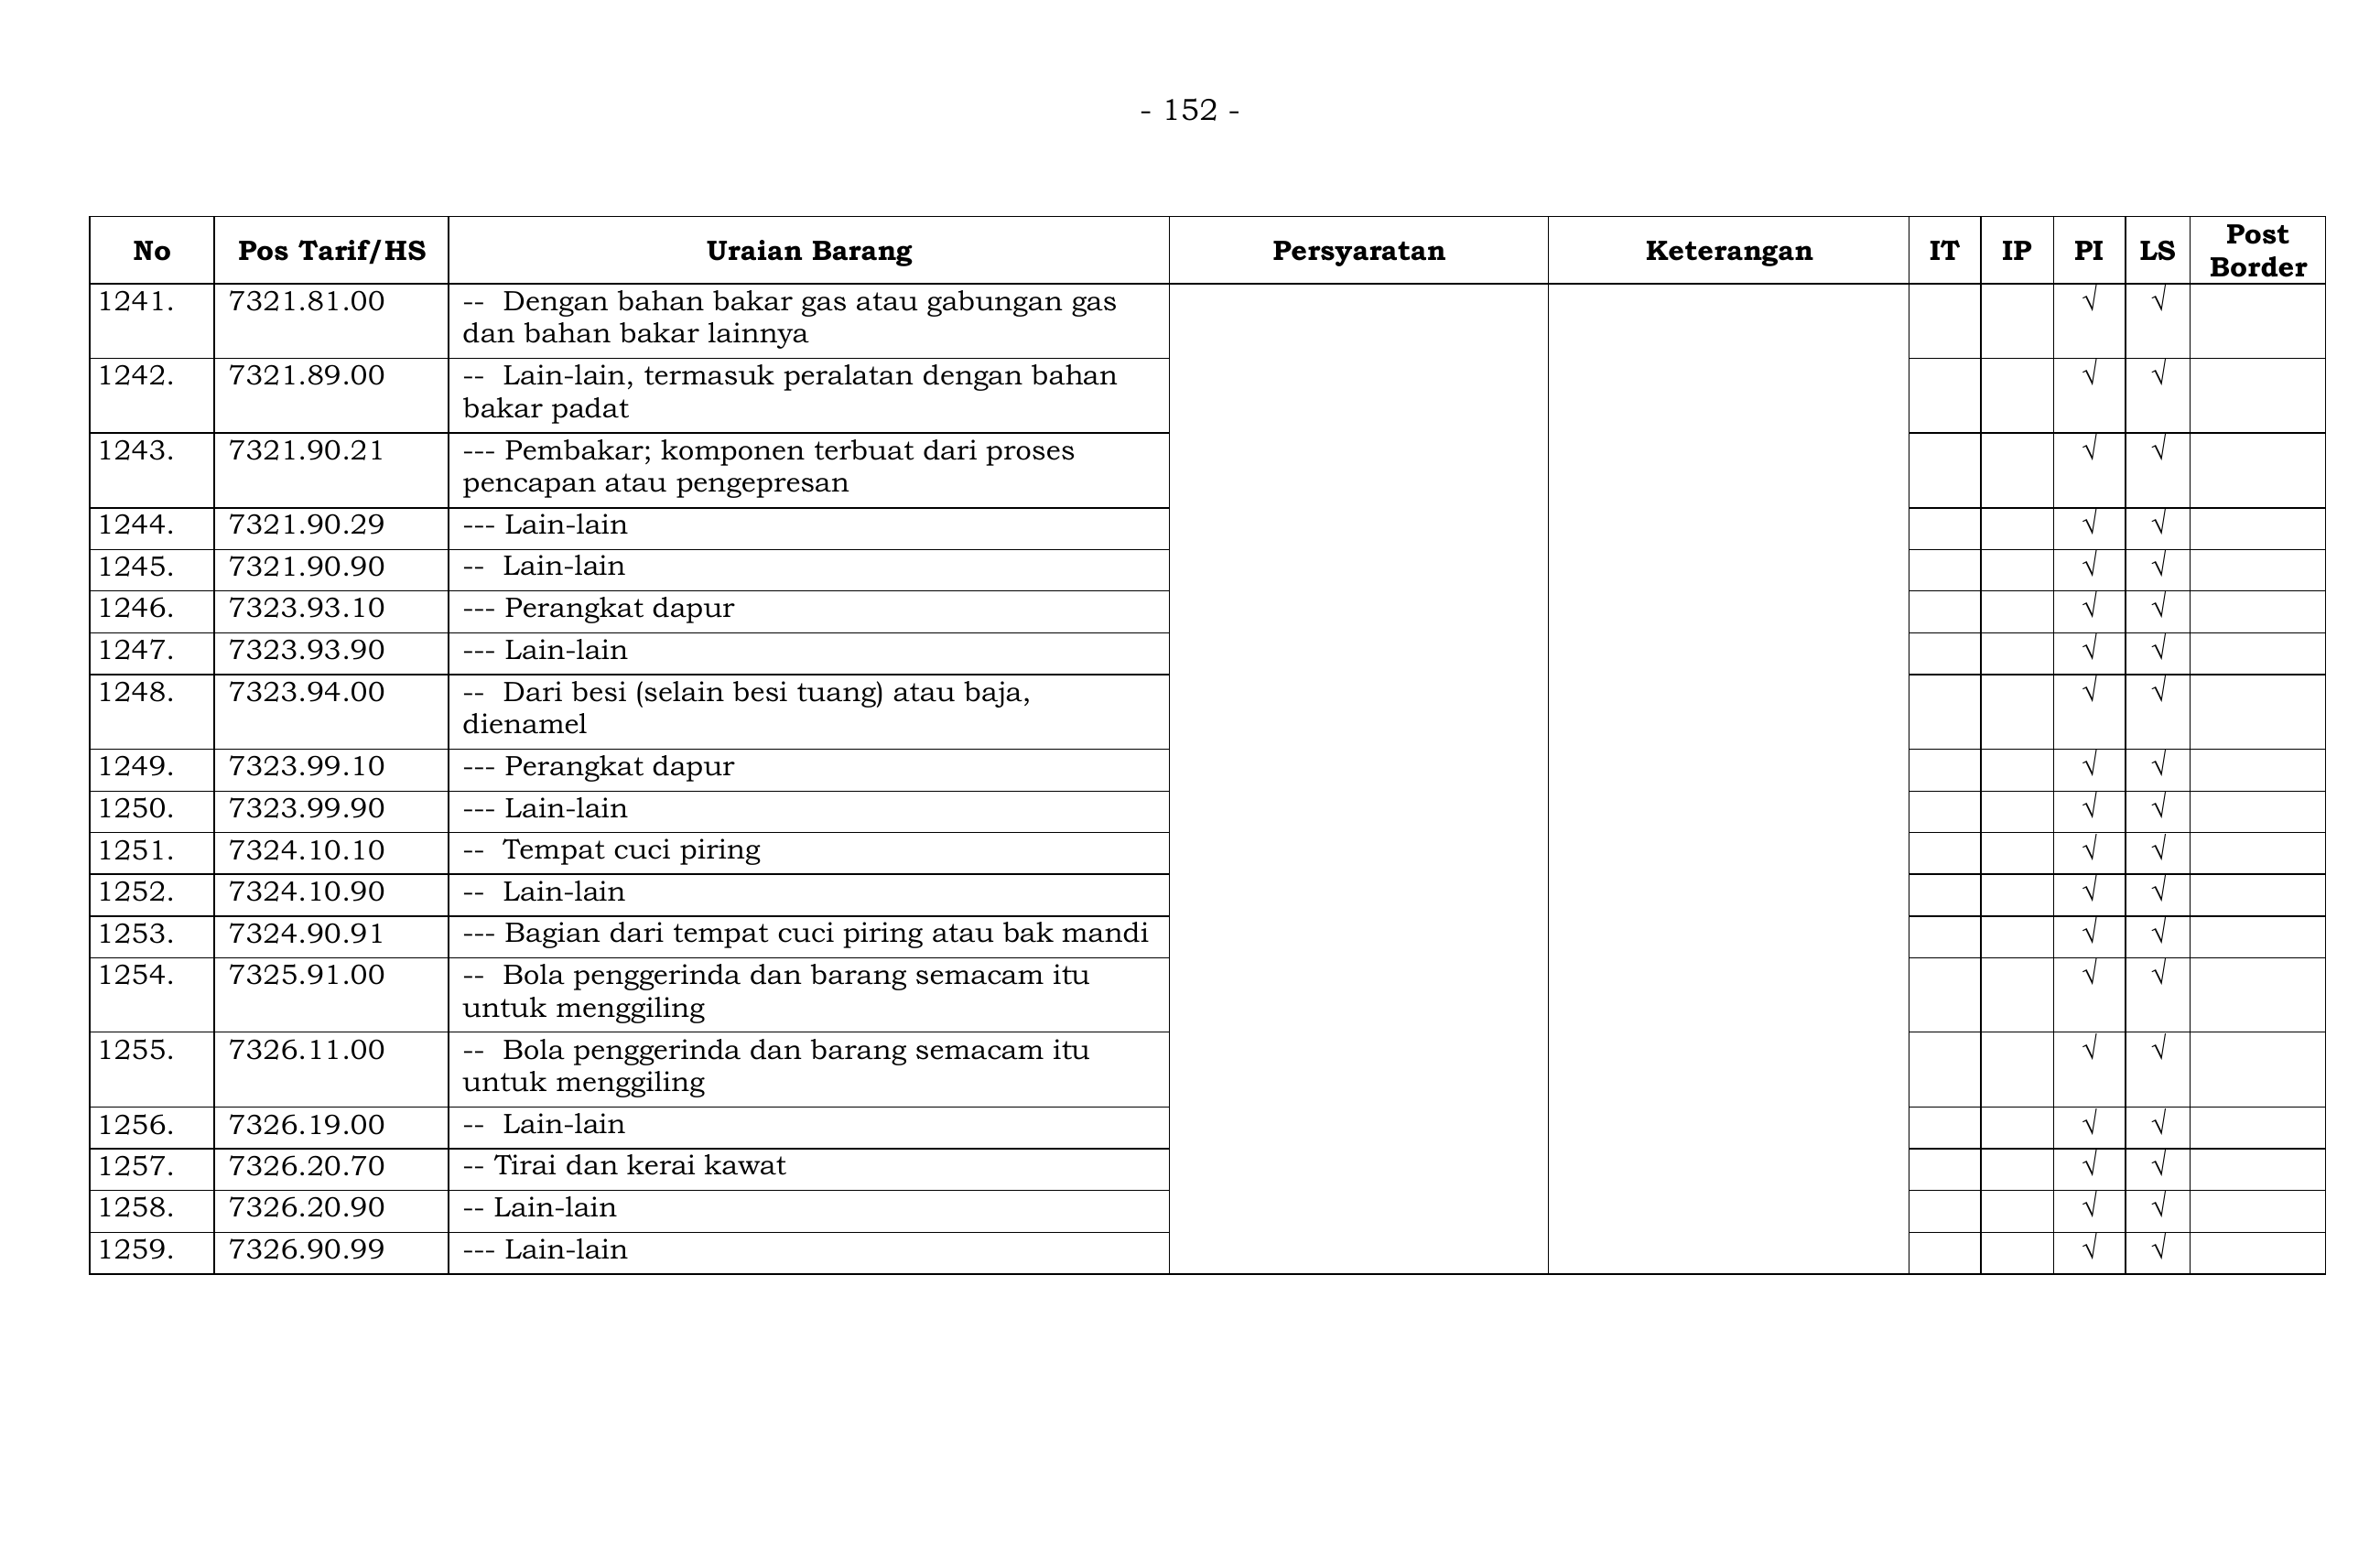 - 152 -
No Pos Tarif/HS Uraian Barang Persyaratan Keterangan IT IP PI LS Post
Border
1241. 7321.81.00 -- Dengan bahan bakar gas atau gabungan gas √ √
dan bahan bakar lainnya
1242. 7321.89.00 -- Lain-lain, termasuk peralatan dengan bahan √ √
bakar padat
1243. 7321.90.21 --- Pembakar; komponen terbuat dari proses √ √
pencapan atau pengepresan
1244. 7321.90.29 --- Lain-lain √ √
1245. 7321.90.90 -- Lain-lain √ √
1246. 7323.93.10 --- Perangkat dapur √ √
1247. 7323.93.90 --- Lain-lain √ √
1248. 7323.94.00 -- Dari besi (selain besi tuang) atau baja, √ √
dienamel
1249. 7323.99.10 --- Perangkat dapur √ √
1250. 7323.99.90 --- Lain-lain √ √
1251. 7324.10.10 -- Tempat cuci piring √ √
1252. 7324.10.90 -- Lain-lain √ √
1253. 7324.90.91 --- Bagian dari tempat cuci piring atau bak mandi √ √
1254. 7325.91.00 -- Bola penggerinda dan barang semacam itu √ √
untuk menggiling
1255. 7326.11.00 -- Bola penggerinda dan barang semacam itu √ √
untuk menggiling
1256. 7326.19.00 -- Lain-lain √ √
1257. 7326.20.70 -- Tirai dan kerai kawat √ √
1258. 7326.20.90 -- Lain-lain √ √
1259. 7326.90.99 --- Lain-lain √ √